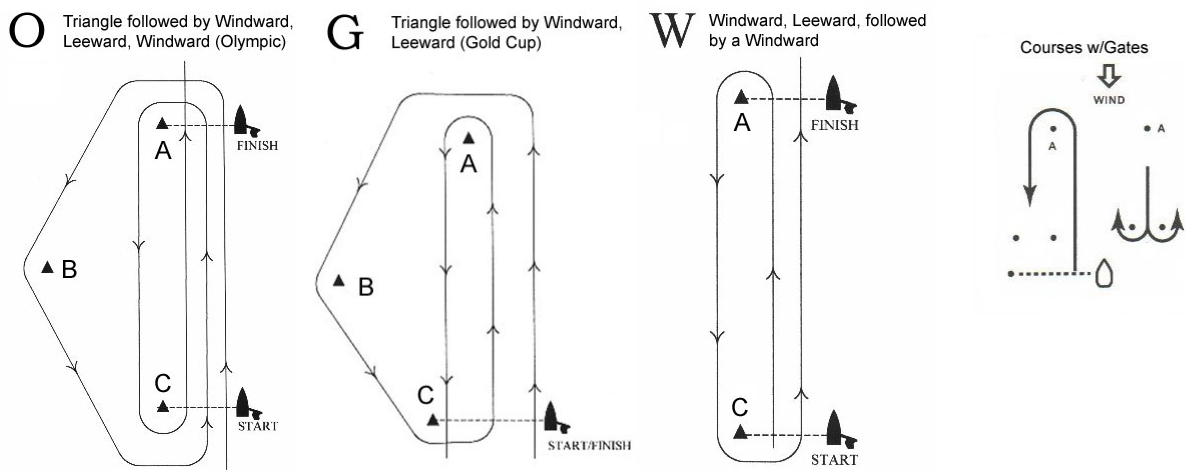 O
Triangle followed by Windward,
Leeward, Windward (Olympic)
A
FINISH
B
C
START
G
Triangle followed by Windward,
Leeward (Gold Cup)
A
B
C
START/FINISH
W
Windward, Leeward, followed
by a Windward
A
FINISH
C
START
Courses w/Gates
WIND
A
A